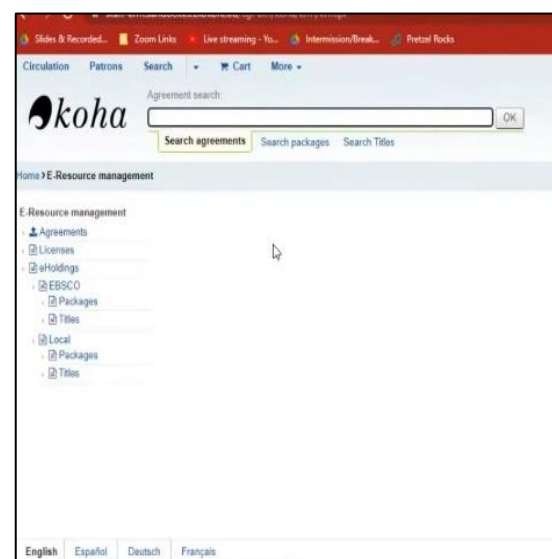 Slides & Recorded... Zoom Links Live streaming - Yo... Intermission/Break... Pretzel Rocks
Circulation Patrons Search Cart More
koha
Agreement search:
OK
Search agreements Search packages Search Titles
Home › E-Resource management
E-Resource management
Agreements
Licenses
eHoldings
EBSCO
Packages
Titles
Local
Packages
Titles
English Español Deutsch Français